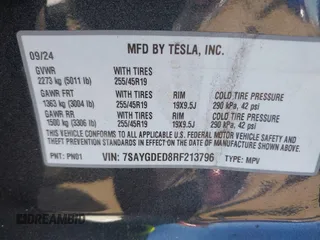 MFD BY TESLA, INC.
09/24
GVWR WITH TIRES
2273 kg (5011 lb) 255/45R19
GAWR FRT WITH TIRES RIM COLD TIRE PRESSURE
1363 kg (3004 lb) 255/45R19 19X9.5J 290 kPa, 42 psi
GAWR RR WITH TIRES RIM COLD TIRE PRESSURE
1500 kg (3306 lb) 255/45R19 19X9.5J 290 kPa, 42 psi
THIS VEHICLE CONFORMS TO ALL APPLICABLE U.S. FEDERAL MOTOR VEHICLE
SAFETY AND THEFT PREVENTION STANDARDS IN EFFECT ON THE DATE OF MANUFACTURE
SHOWN ABOVE.
PNT: PN01 VIN: 7SAYGDED8RF213796 TYPE: MPV
DREAMBID